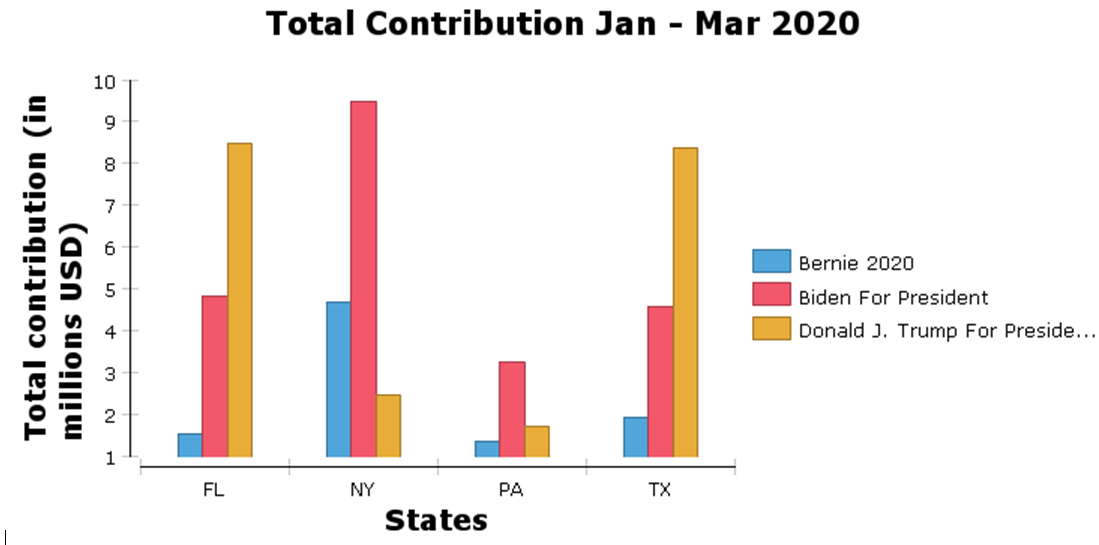 Total Contribution Jan – Mar 2020
Total contribution (in
millions USD)
10
9
8
7
6
5
4
3
2
1
FL NY PA TX
States
Bernie 2020
Biden For President
Donald J. Trump For Preside...